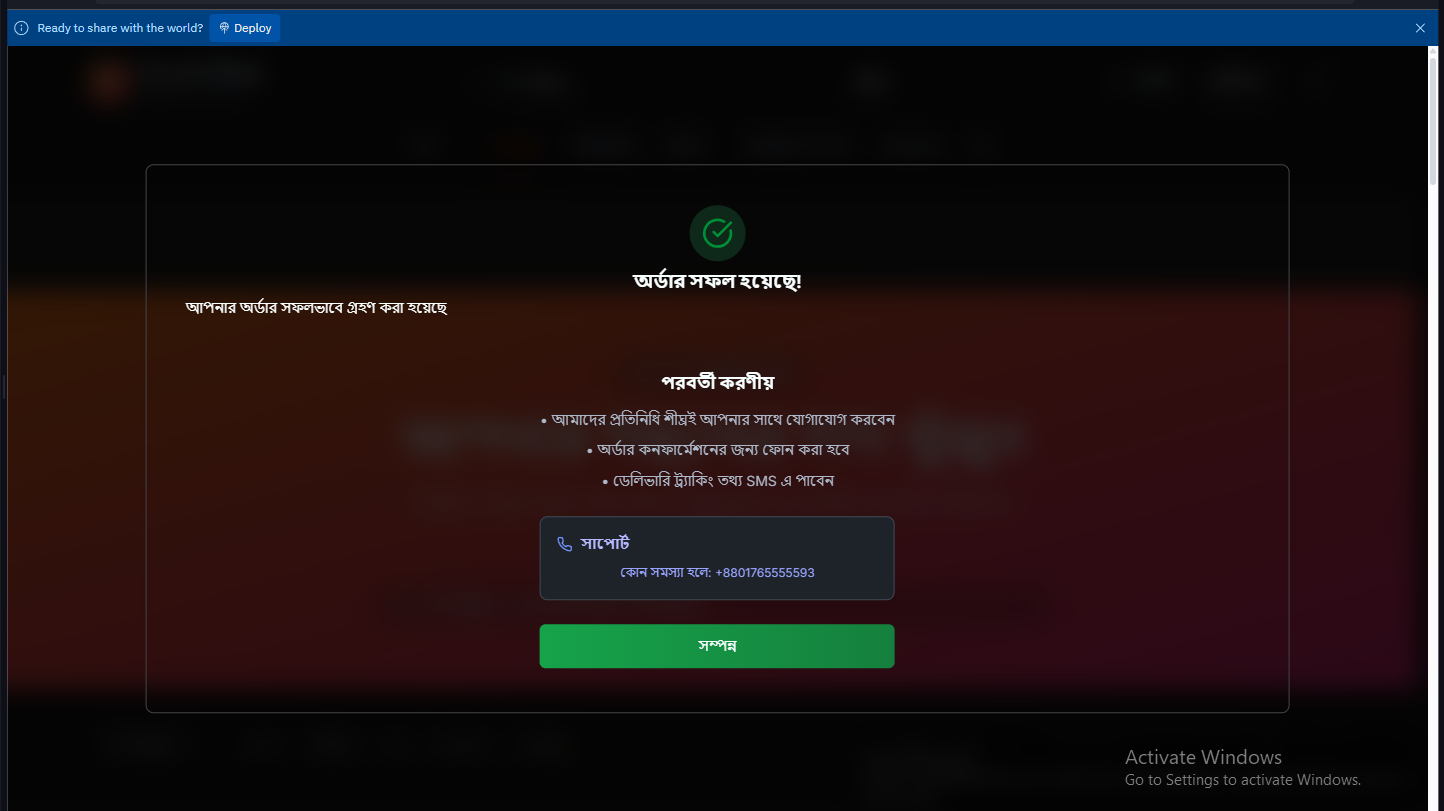 Ready to share with the world? Deploy
অর্ডার সফল হয়েছে!
আপনার অর্ডার সফলভাবে গ্রহণ করা হয়েছে
পরবর্তী করণীয়
• আমাদের প্রতিনিধি শীঘ্রই আপনার সাথে যোগাযোগ করবেন
• অর্ডার কনফার্মেশনের জন্য ফোন করা হবে
• ডেলিভারি ট্র্যাকিং তথ্য SMS এ পাবেন
সাপোর্ট
কোন সমস্যা হলে: +8801765555593
সম্পন্ন
Activate Windows
Go to Settings to activate Windows.